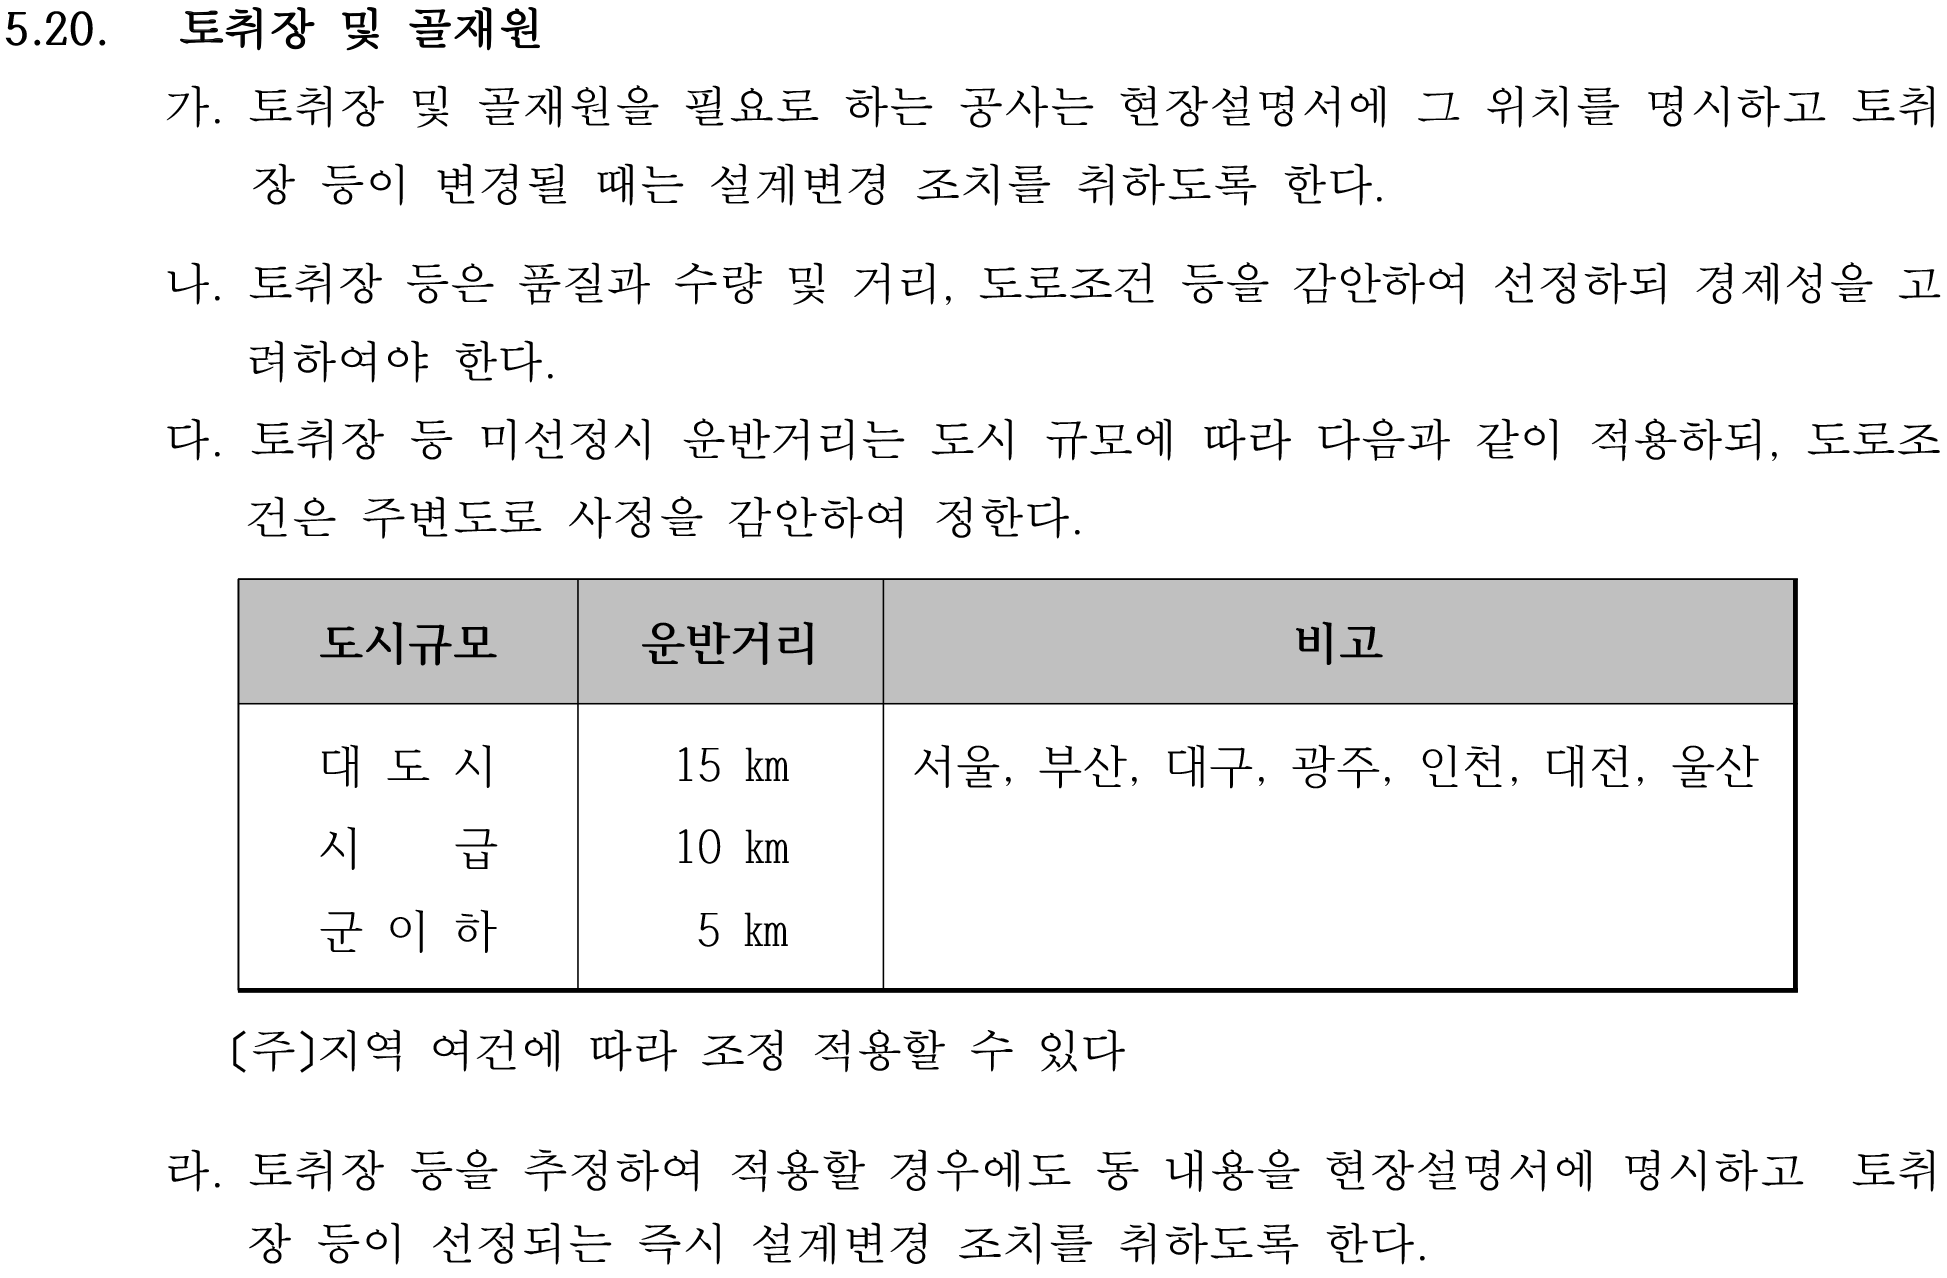 5.20. 토취장 및 골재원
가. 토취장 및 골재원을 필요로 하는 공사는 현장설명서에 그 위치를 명시하고 토취
장 등이 변경될 때는 설계변경 조치를 취하도록 한다.
나. 토취장 등은 품질과 수량 및 거리, 도로조건 등을 감안하여 선정하되 경제성을 고
려하여야 한다.
다. 토취장 등 미선정시 운반거리는 도시 규모에 따라 다음과 같이 적용하되, 도로조
건은 주변도로 사정을 감안하여 정한다.
도시규모 운반거리 비고
대 도 시 15 ㎞ 서울, 부산, 대구, 광주, 인천, 대전, 울산
시 급 10 ㎞
군 이 하 5 ㎞
〔주〕지역 여건에 따라 조정 적용할 수 있다
라. 토취장 등을 추정하여 적용할 경우에도 동 내용을 현장설명서에 명시하고 토취
장 등이 선정되는 즉시 설계변경 조치를 취하도록 한다.